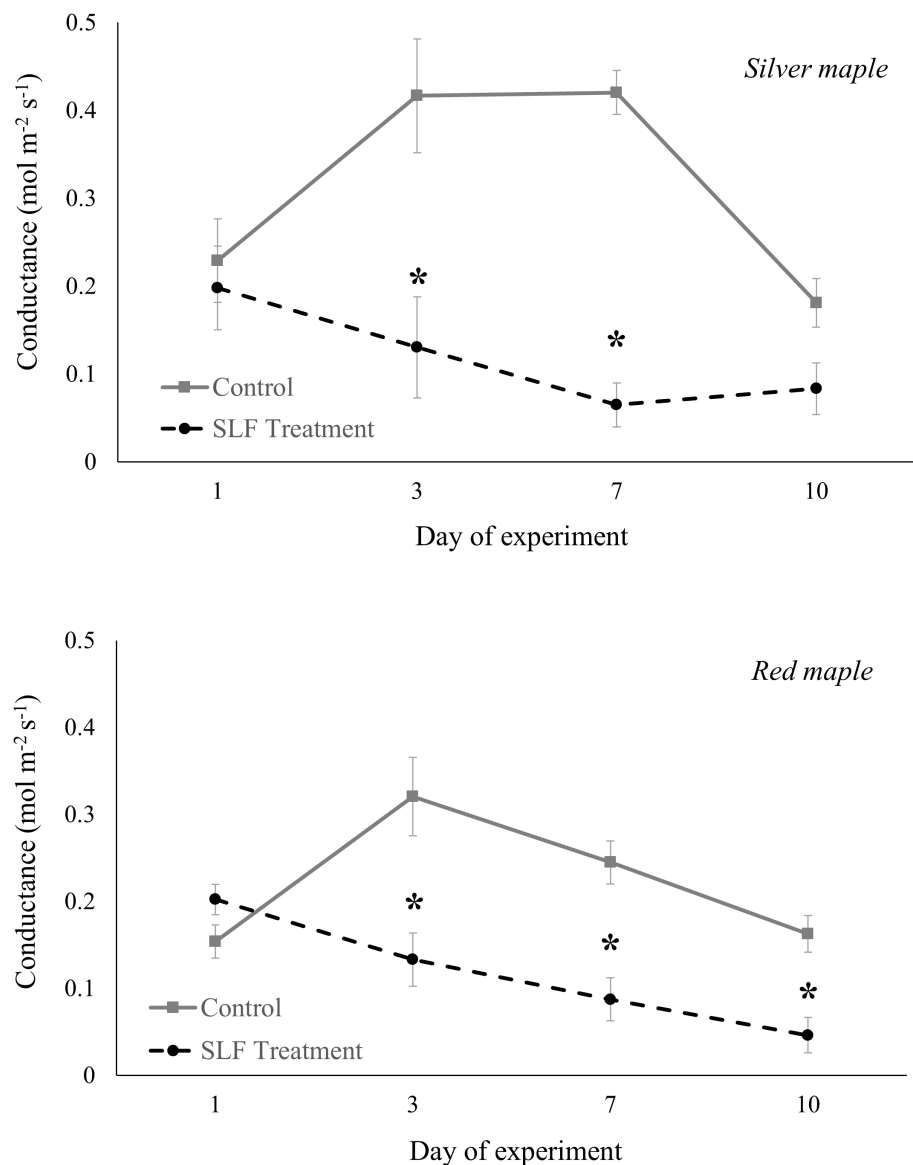 0.5
Silver maple
0.4
0.3
0.2
0.1
0
Conductance (mol m⁻² s⁻¹)
*
*
Control
SLF Treatment
1 3 7 10
Day of experiment
0.5
Red maple
0.4
0.3
0.2
0.1
0
Conductance (mol m⁻² s⁻¹)
*
*
*
Control
SLF Treatment
1 3 7 10
Day of experiment